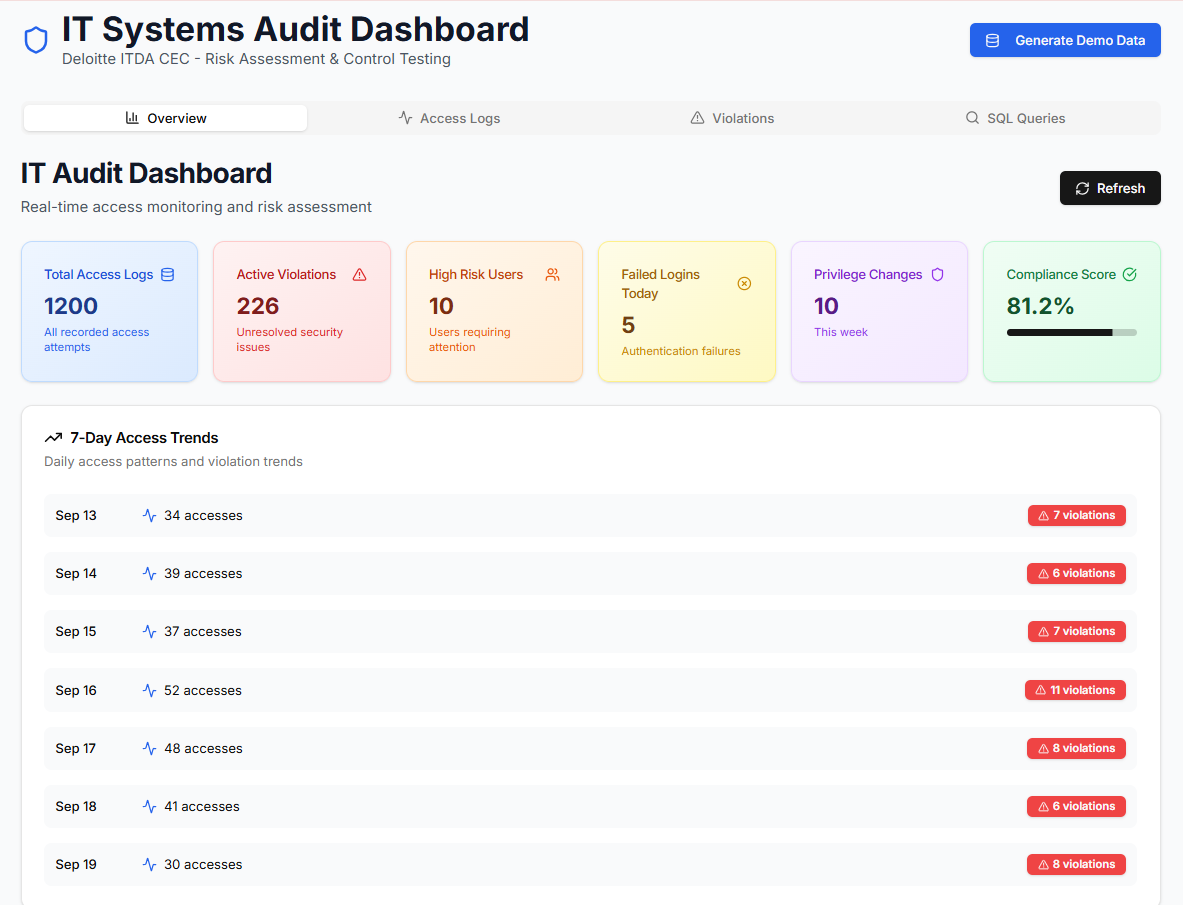 IT Systems Audit Dashboard
Deloitte ITDA CEC - Risk Assessment & Control Testing
Generate Demo Data
Overview
Access Logs
Violations
SQL Queries
IT Audit Dashboard
Real-time access monitoring and risk assessment
Refresh
Total Access Logs
1200
All recorded access
attempts
Active Violations
226
Unresolved security
issues
High Risk Users
10
Users requiring
attention
Failed Logins
Today
5
Authentication failures
Privilege Changes
10
This week
Compliance Score
81.2%
7-Day Access Trends
Daily access patterns and violation trends
Sep 13 34 accesses 7 violations
Sep 14 39 accesses 6 violations
Sep 15 37 accesses 7 violations
Sep 16 52 accesses 11 violations
Sep 17 48 accesses 8 violations
Sep 18 41 accesses 6 violations
Sep 19 30 accesses 8 violations